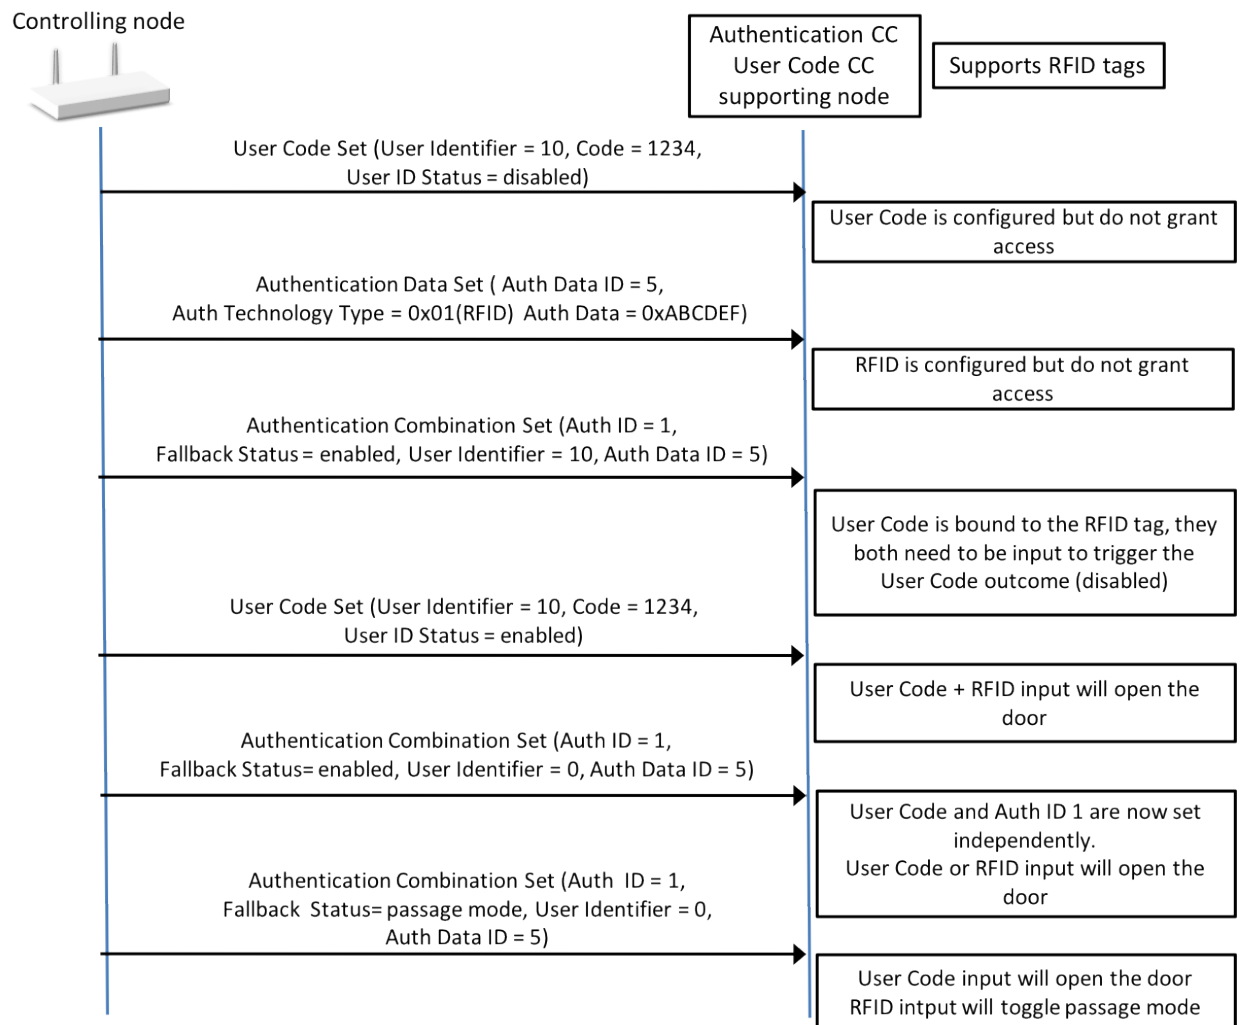 Controlling node
Authentication CC
User Code CC
supporting node
Supports RFID tags
User Code Set (User Identifier = 10, Code = 1234,
User ID Status = disabled)
User Code is configured but do not grant
access
Authentication Data Set ( Auth Data ID = 5,
Auth Technology Type = 0x01(RFID)  Auth Data = 0xABCDEF)
RFID is configured but do not grant
access
Authentication Combination Set (Auth ID = 1,
Fallback Status = enabled, User Identifier = 10, Auth Data ID = 5)
User Code is bound to the RFID tag, they
both need to be input to trigger the
User Code outcome (disabled)
User Code Set (User Identifier = 10, Code = 1234,
User ID Status = enabled)
User Code + RFID input will open the
door
Authentication Combination Set (Auth ID = 1,
Fallback Status= enabled, User Identifier = 0, Auth Data ID = 5)
User Code and Auth ID 1 are now set
independently.
User Code or RFID input will open the
door
Authentication Combination Set (Auth  ID = 1,
Fallback  Status= passage mode, User Identifier = 0,
Auth Data ID = 5)
User Code input will open the door
RFID intput will toggle passage mode